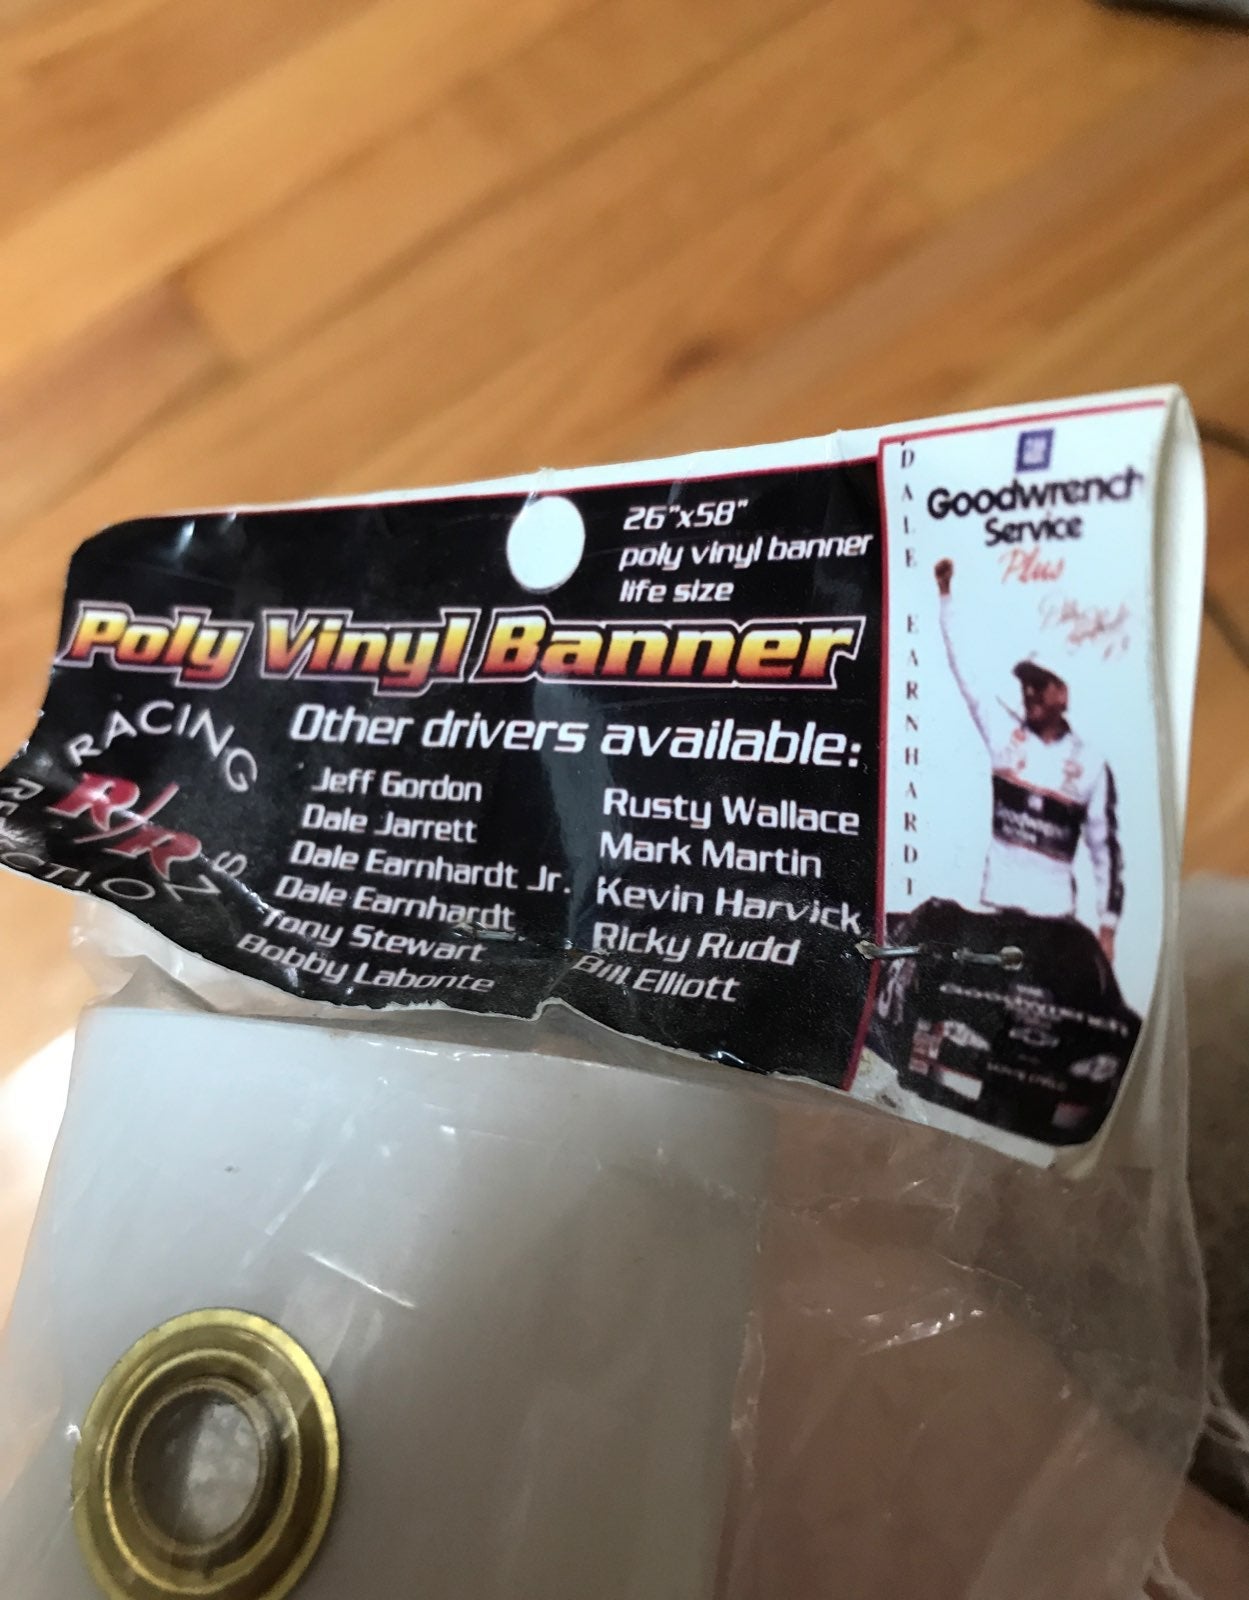 26"x58"
poly vinyl banner
life size
Poly Vinyl Banner
RACING
R/R
Other drivers available:
Jeff Gordon
Dale Jarrett
Dale Earnhardt Jr.
Dale Earnhardt
Tony Stewart
Bobby Labonte
Rusty Wallace
Mark Martin
Kevin Harvick
Ricky Rudd
Bill Elliott
DALE EARNHARDT
GM
Goodwrench
Service
Plus
Goodwrench